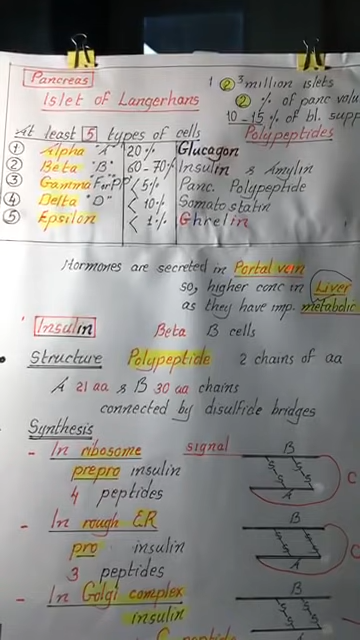 Pancreas
Islet of Langerhans
1 2 3 million islets
2 % of panc volu
10 - 15 % of bl. supp
At least 5 types of cells
Polypeptides
1 Alpha "A" 20 % Glucagon
2 Beta "B" 60 - 70 % Insulin & Amylin
3 Gamma "F or PP" < 5 % Panc. Polypeptide
4 Delta "D" < 10 % Somatostatin
5 Epsilon < 1 % Ghrelin
Hormones are secreted in Portal vein
so, higher conc in Liver
as they have imp. metabolic
Insulin Beta B cells
• Structure Polypeptide 2 chains of aa
A 21 aa & B 30 aa chains
connected by disulfide bridges
Synthesis
- In ribosome signal B
prepro insulin A C
4 peptides
- In rough ER B
pro insulin A C
3 peptides
- In Golgi complex B
insulin A
C peptide